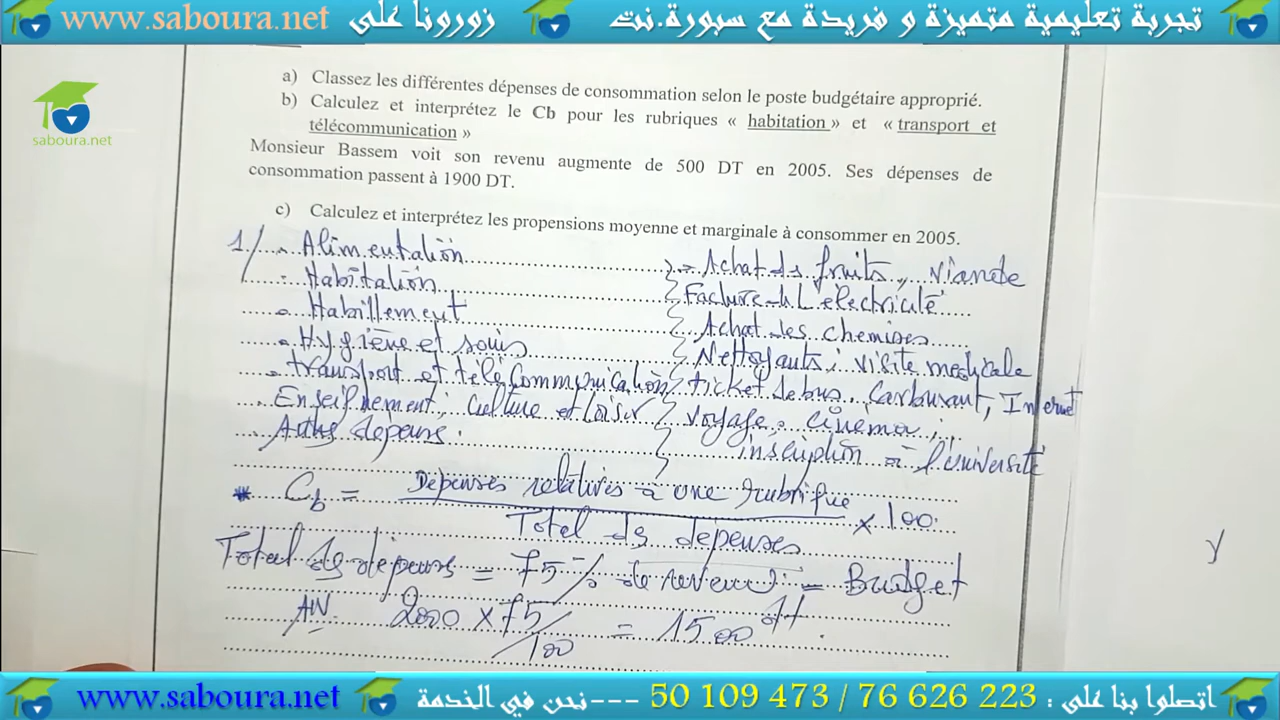 www.saboura.net زورونا على تجربة تعليمية متميزة و فريدة مع سبورة.نت
saboura.net
a) Classez les différentes dépenses de consommation selon le poste budgétaire approprié.
b) Calculez et interprétez le Cb pour les rubriques « habitation » et « transport et
télécommunication »
Monsieur Bassem voit son revenu augmente de 500 DT en 2005. Ses dépenses de
consommation passent à 1900 DT.
c) Calculez et interprétez les propensions moyenne et marginale à consommer en 2005.
1/ - Alimentation - Achat des fruits, viande
- Habitation Facture de L'électricité
- Habillement Achat des chemises
- Hygiène et soins Nettoyants, visite medicale
- transport et télécommunication ticket de bus, Carburant, Internet
- Enseignement, culture et loisir voyage, cinéma,
- Autres dépenses. inscription à l'université
* Cb = Dépenses relatives à une rubrique × 100
Total des dépenses
Total des dépenses = 75% de revenu = Budget
AN: 2000 × 75/100 = 1500 dt.
www.saboura.net اتصلوا بنا على : 223 626 76 / 473 109 50 ---نحن في الخدمة